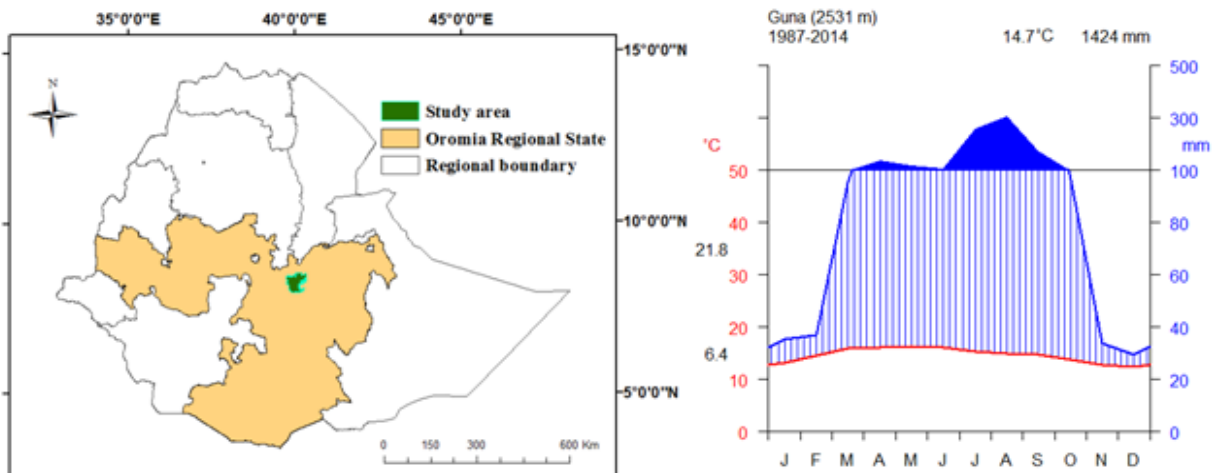 35°0'0"E 40°0'0"E 45°0'0"E
15°0'0"N
10°0'0"N
5°0'0"N
N
Study area
Oromia Regional State
Regional boundary
0 150 300 600 Km
Guna (2531 m)
1987-2014 14.7°C 1424 mm
°C
50
40
30
20
10
0
21.8
6.4
500
300
mm
100
80
60
40
20
0
J F M A M J J A S O N D